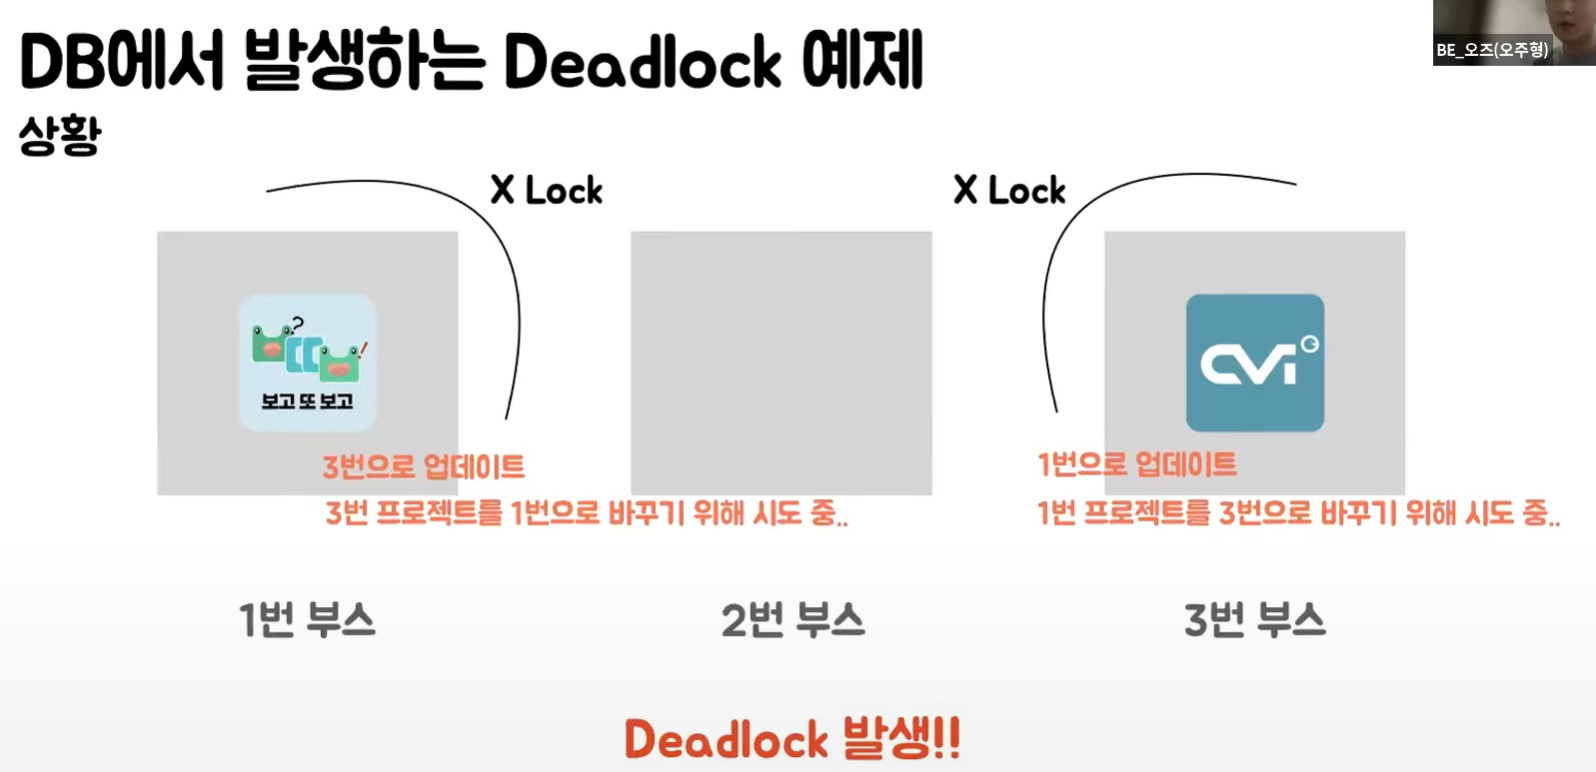 DB에서 발생하는 Deadlock 예제
BE_오즈(오주형)
상황
X Lock
X Lock
?
!
보고 또 보고
CVi
3번으로 업데이트
3번 프로젝트를 1번으로 바꾸기 위해 시도 중..
1번으로 업데이트
1번 프로젝트를 3번으로 바꾸기 위해 시도 중..
1번 부스
2번 부스
3번 부스
Deadlock 발생!!